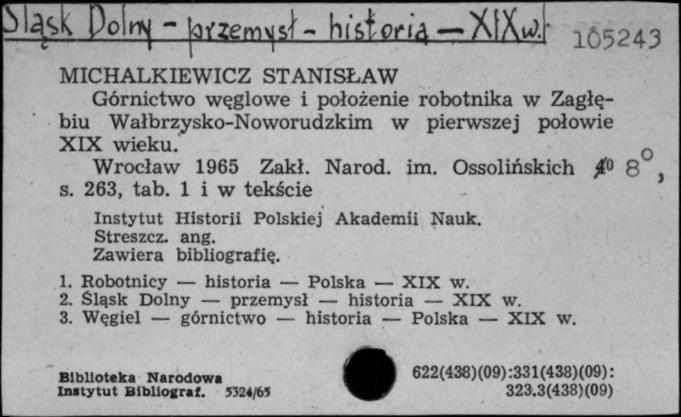 Śląsk Dolny - przemysł - historia - XIX w.
105243
MICHALKIEWICZ STANISŁAW
Górnictwo węglowe i położenie robotnika w Zagłę-
biu Wałbrzysko-Noworudzkim w pierwszej połowie
XIX wieku.
Wrocław 1965 Zakł. Narod. im. Ossolińskich 8°,
s. 263, tab. 1 i w tekście
Instytut Historii Polskiej Akademii Nauk.
Streszcz. ang.
Zawiera bibliografię.
1. Robotnicy — historia — Polska — XIX w.
2. Śląsk Dolny — przemysł — historia — XIX w.
3. Węgiel — górnictwo — historia — Polska — XIX w.
Biblioteka Narodowa
Instytut Bibliograf. 5324/65
622(438)(09):331(438)(09):
323.3(438)(09)